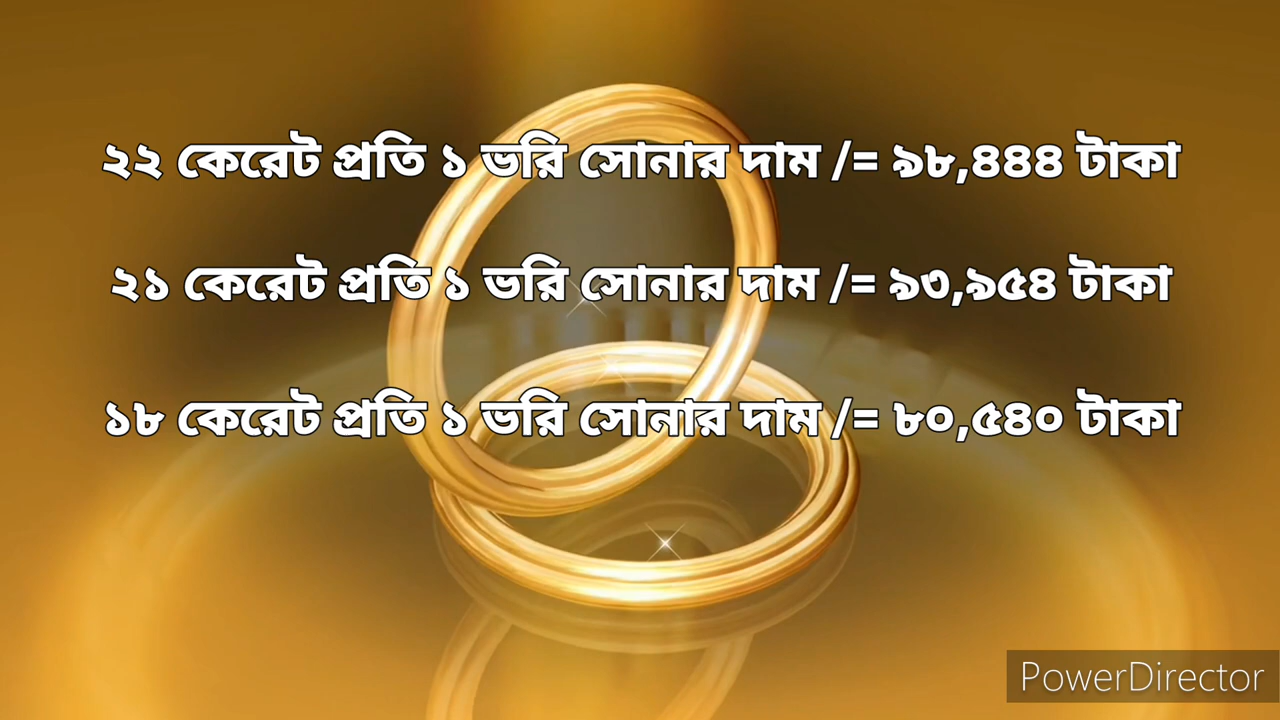 ২২ কেরেট প্রতি ১ ভরি সোনার দাম /= ৯৮,৪৪৪ টাকা
২১ কেরেট প্রতি ১ ভরি সোনার দাম /= ৯৩,৯৫৪ টাকা
১৮ কেরেট প্রতি ১ ভরি সোনার দাম /= ৮০,৫৪০ টাকা
PowerDirector